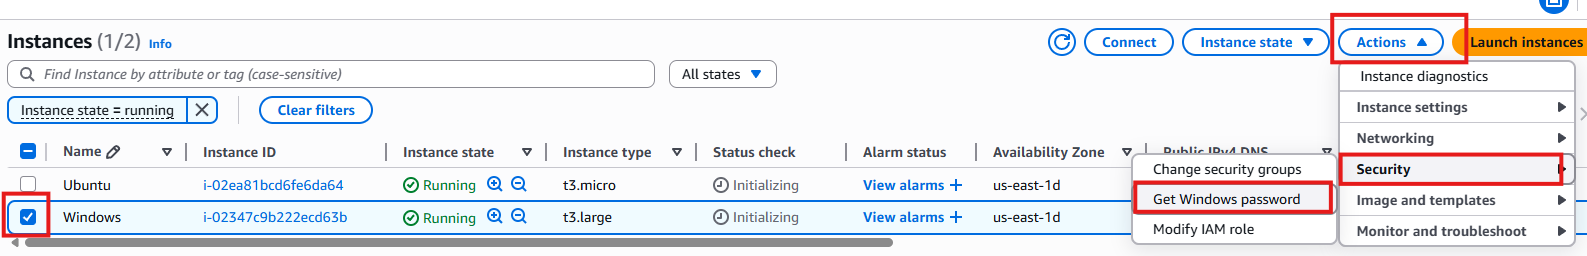 Instances (1/2) Info
Connect
Instance state
Actions
Launch instances
Find Instance by attribute or tag (case-sensitive)
All states
Instance state = running
Clear filters
Instance diagnostics
Instance settings
Networking
Security
Image and templates
Monitor and troubleshoot
Change security groups
Get Windows password
Modify IAM role
Name Instance ID Instance state Instance type Status check Alarm status Availability Zone Public IPv4 DNS
Ubuntu i-02ea81bcd6fe6da64 Running t3.micro Initializing View alarms + us-east-1d
Windows i-02347c9b222ecd63b Running t3.large Initializing View alarms + us-east-1d